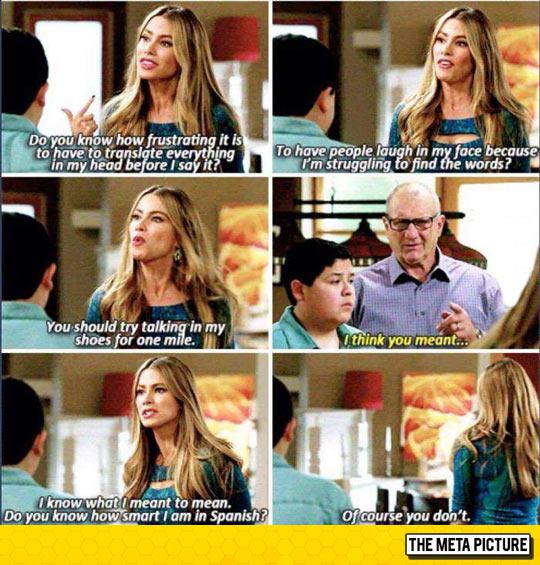 Do you know how frustrating it is
to have to translate everything
in my head before I say it?
To have people laugh in my face because
I'm struggling to find the words?
You should try talking in my
shoes for one mile.
I think you meant...
I know what I meant to mean.
Do you know how smart I am in Spanish?
Of course you don't.
THE META PICTURE